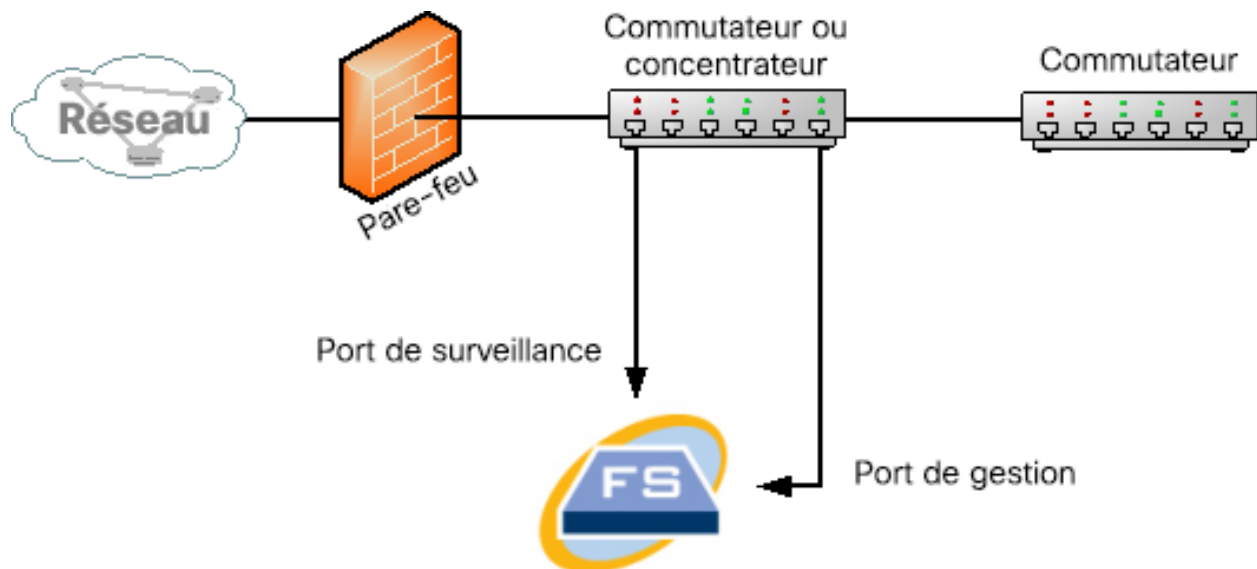 Commutateur ou
concentrateur
Commutateur
Réseau
Pare-feu
Port de surveillance
Port de gestion
FS